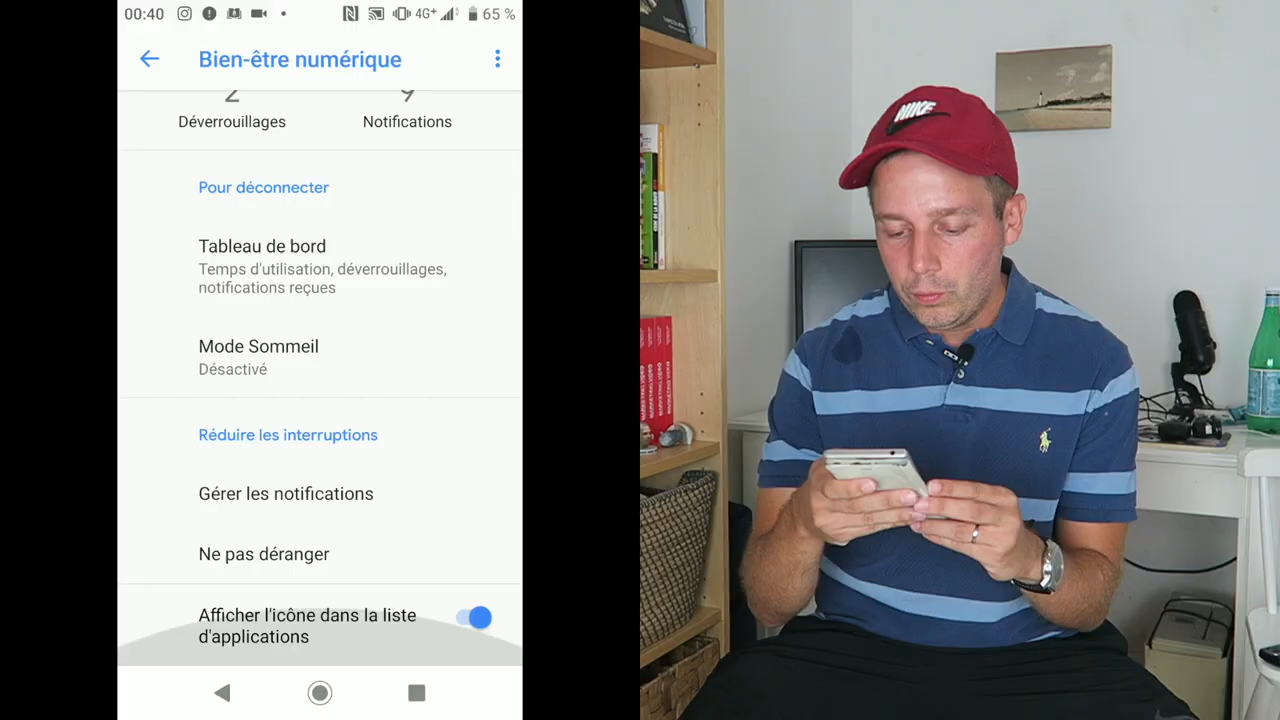 00:40
4G+
65 %
Bien-être numérique
2
9
Déverrouillages
Notifications
Pour déconnecter
Tableau de bord
Temps d'utilisation, déverrouillages,
notifications reçues
Mode Sommeil
Désactivé
Réduire les interruptions
Gérer les notifications
Ne pas déranger
Afficher l'icône dans la liste
d'applications
NIKE